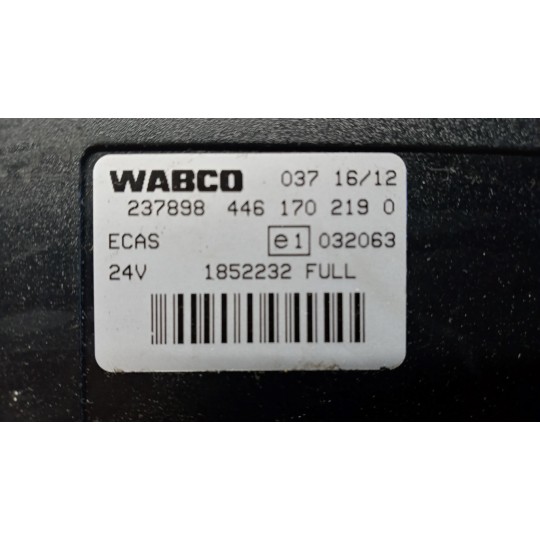 WABCO 037 16/12
237898 446 170 219 0
ECAS e1 032063
24V 1852232 FULL